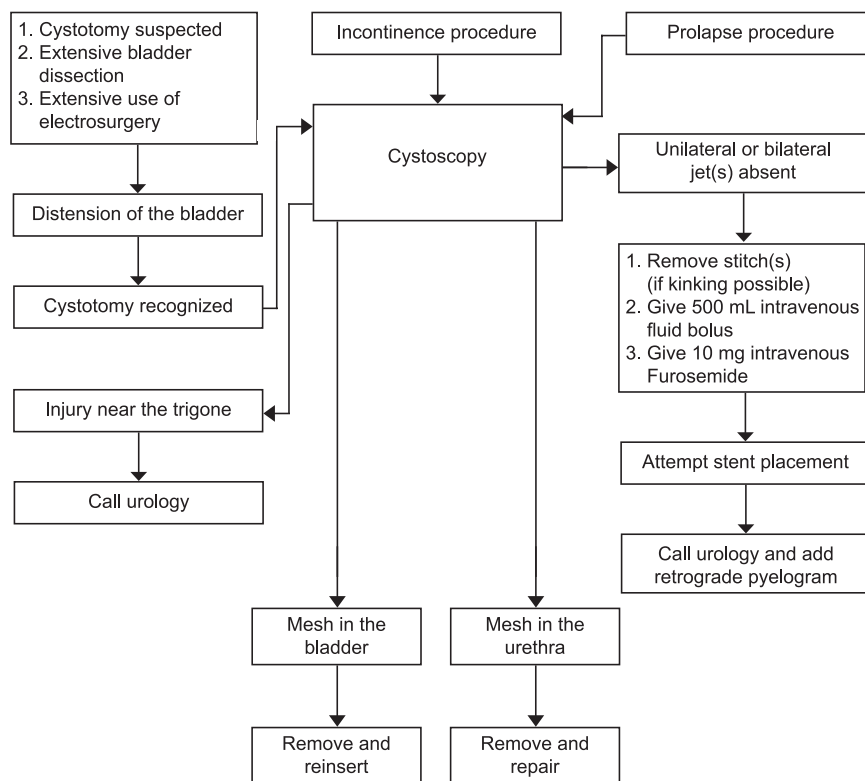 1. Cystotomy suspected
2. Extensive bladder
dissection
3. Extensive use of
electrosurgery
Incontinence procedure
Prolapse procedure
Cystoscopy
Unilateral or bilateral
jet(s) absent
Distension of the bladder
Cystotomy recognized
1. Remove stitch(s)
(if kinking possible)
2. Give 500 mL intravenous
fluid bolus
3. Give 10 mg intravenous
Furosemide
Injury near the trigone
Call urology
Attempt stent placement
Call urology and add
retrograde pyelogram
Mesh in the
bladder
Mesh in the
urethra
Remove and
reinsert
Remove and
repair